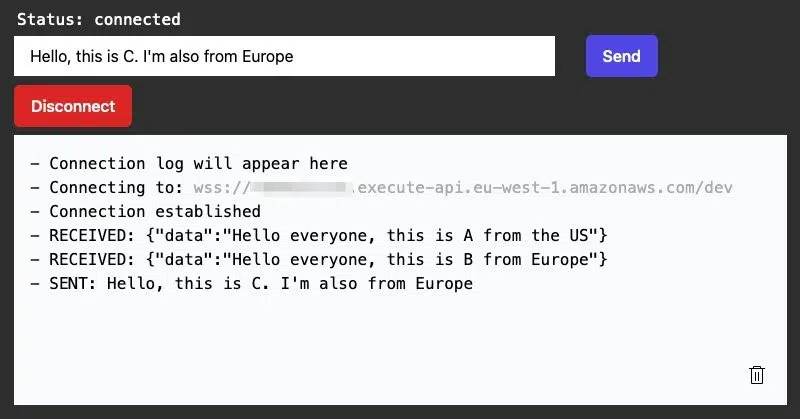 Status: connected
Hello, this is C. I'm also from Europe
Send
Disconnect
– Connection log will appear here
– Connecting to: wss://.execute-api.eu-west-1.amazonaws.com/dev
– Connection established
– RECEIVED: {"data":"Hello everyone, this is A from the US"}
– RECEIVED: {"data":"Hello everyone, this is B from Europe"}
– SENT: Hello, this is C. I'm also from Europe